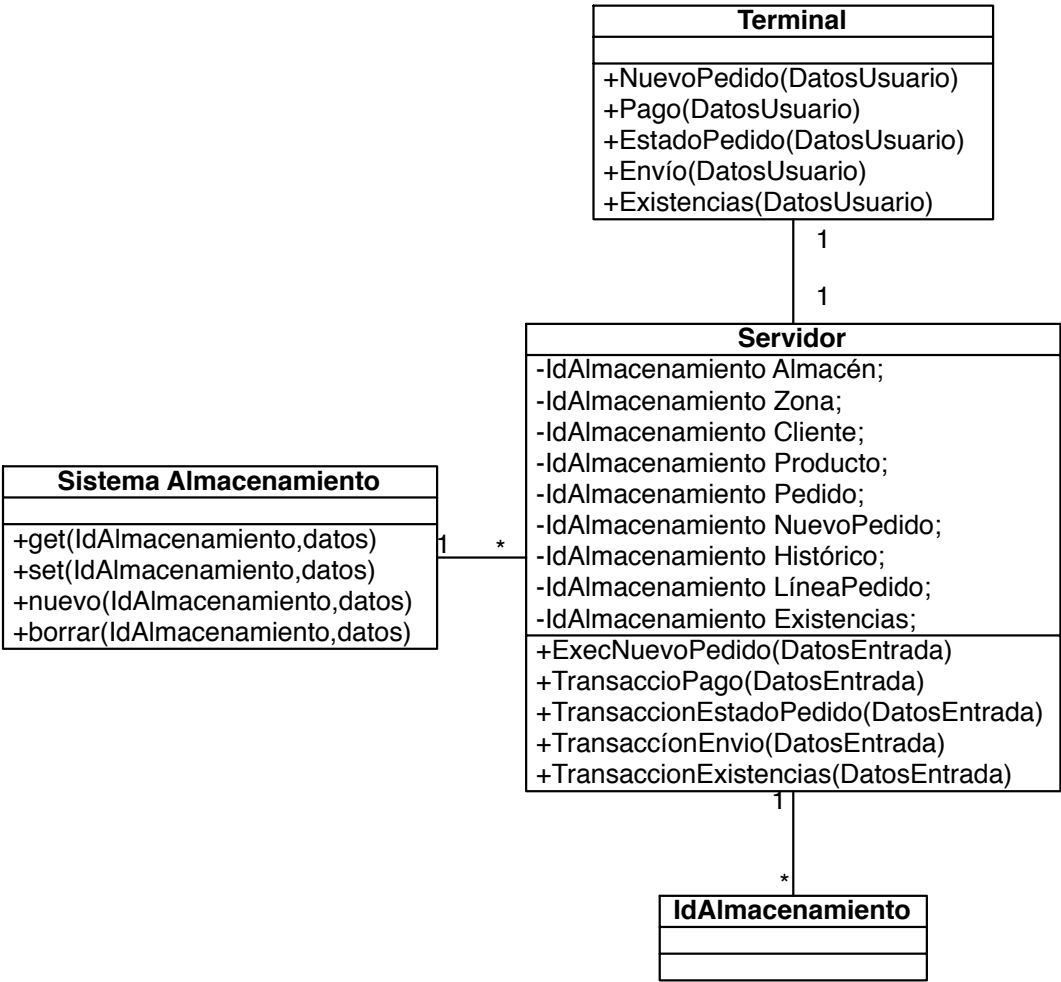 Terminal
+NuevoPedido(DatosUsuario)
+Pago(DatosUsuario)
+EstadoPedido(DatosUsuario)
+Envío(DatosUsuario)
+Existencias(DatosUsuario)
1
1
Servidor
-IdAlmacenamiento Almacén;
-IdAlmacenamiento Zona;
-IdAlmacenamiento Cliente;
-IdAlmacenamiento Producto;
-IdAlmacenamiento Pedido;
-IdAlmacenamiento NuevoPedido;
-IdAlmacenamiento Histórico;
-IdAlmacenamiento LíneaPedido;
-IdAlmacenamiento Existencias;
+ExecNuevoPedido(DatosEntrada)
+TransaccioPago(DatosEntrada)
+TransaccionEstadoPedido(DatosEntrada)
+TransaccíonEnvio(DatosEntrada)
+TransaccionExistencias(DatosEntrada)
Sistema Almacenamiento
+get(IdAlmacenamiento,datos)
+set(IdAlmacenamiento,datos)
+nuevo(IdAlmacenamiento,datos)
+borrar(IdAlmacenamiento,datos)
1 *
1
*
IdAlmacenamiento